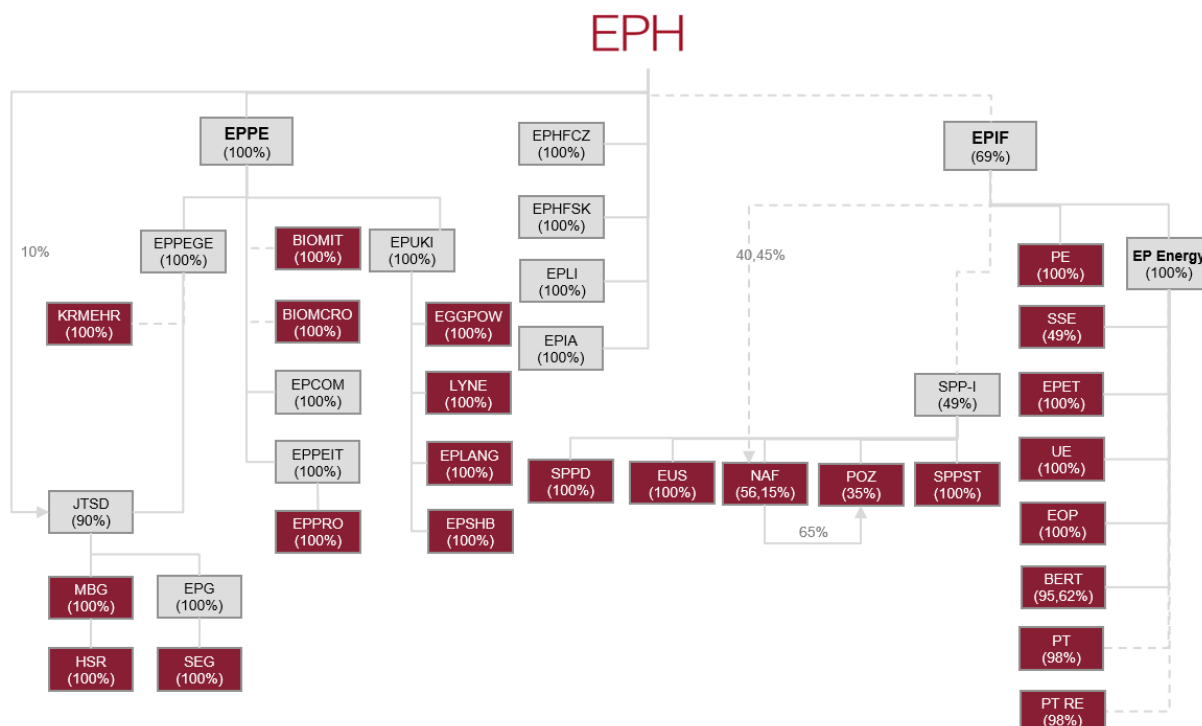 EPH
EPPE
(100%)
EPHFCZ
(100%)
EPIF
(69%)
EPHFSK
(100%)
10%
EPPEGE
(100%)
BIOMIT
(100%)
EPUKI
(100%)
40,45%
PE
(100%)
EP Energy
(100%)
EPLI
(100%)
KRMEHR
(100%)
BIOMCRO
(100%)
EGGPOW
(100%)
EPIA
(100%)
SSE
(49%)
EPCOM
(100%)
LYNE
(100%)
SPP-I
(49%)
EPET
(100%)
EPPEIT
(100%)
EPLANG
(100%)
SPPD
(100%)
EUS
(100%)
NAF
(56,15%)
POZ
(35%)
SPPST
(100%)
UE
(100%)
JTSD
(90%)
EPPRO
(100%)
EPSHB
(100%)
65%
EOP
(100%)
MBG
(100%)
EPG
(100%)
BERT
(95,62%)
HSR
(100%)
SEG
(100%)
PT
(98%)
PT RE
(98%)